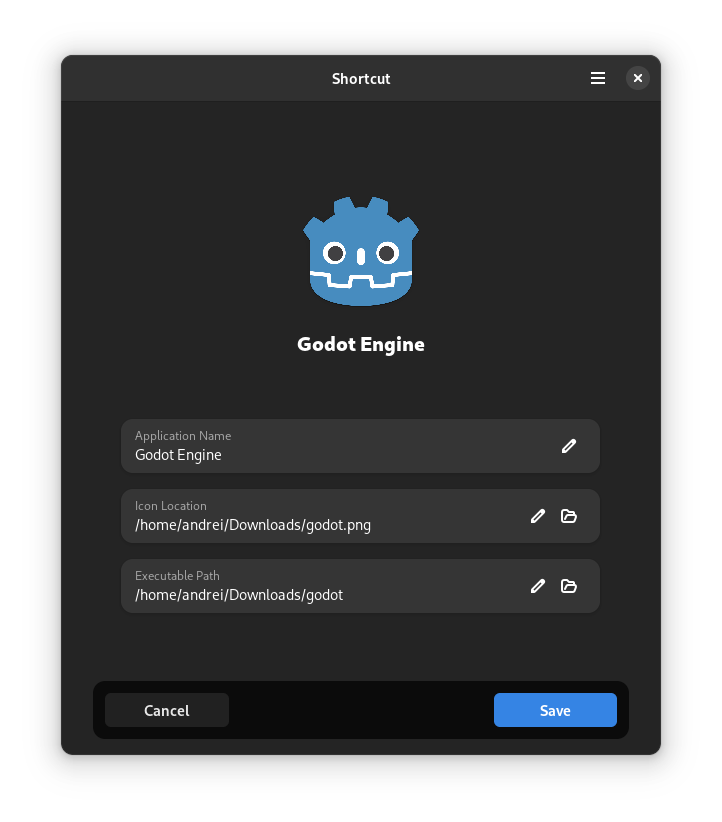 Shortcut
Godot Engine
Application Name
Godot Engine
Icon Location
/home/andrei/Downloads/godot.png
Executable Path
/home/andrei/Downloads/godot
Cancel
Save